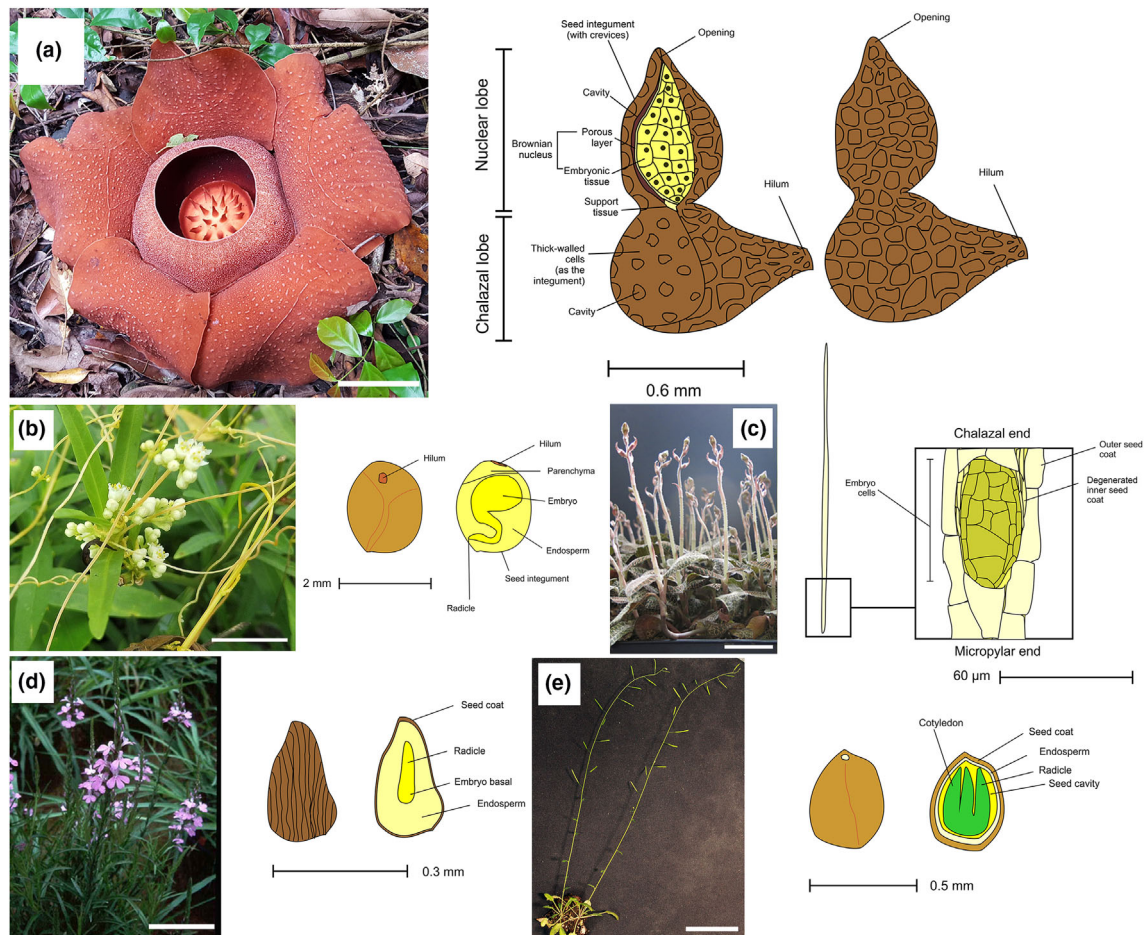 (a)
Nuclear lobe
Chalazal lobe
Seed integument
(with crevices)
Opening
Cavity
Brownian
nucleus
Porous
layer
Embryonic
tissue
Support
tissue
Hilum
Thick-walled
cells
(as the
integument)
Cavity
0.6 mm
Opening
Hilum
(b)
Hilum
2 mm
Hilum
Parenchyma
Embryo
Endosperm
Seed integument
Radicle
(c)
Chalazal end
Embryo
cells
Outer seed
coat
Degenerated
inner seed
coat
Micropylar end
60 µm
(d)
Seed coat
Radicle
Embryo basal
Endosperm
0.3 mm
(e)
Cotyledon
Seed coat
Endosperm
Radicle
Seed cavity
0.5 mm